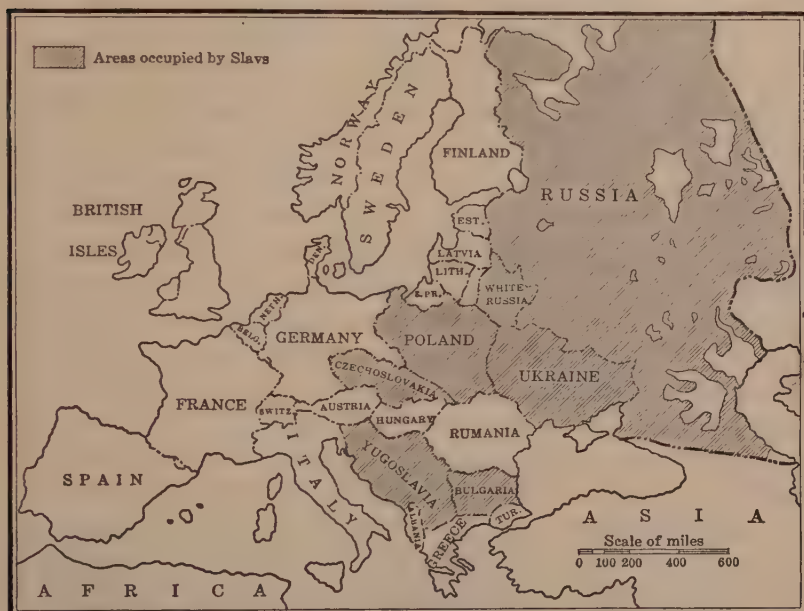 Areas occupied by Slavs
NORWAY
SWEDEN
FINLAND
RUSSIA
BRITISH
ISLES
EST.
LATVIA
LITH.
DEN.
E.PR.
WHITE
RUSSIA
NETH.
BELG.
GERMANY
POLAND
CZECHOSLOVAKIA
UKRAINE
FRANCE
SWITZ.
AUSTRIA
HUNGARY
RUMANIA
ITALY
YUGOSLAVIA
SPAIN
BULGARIA
ALBANIA
GREECE
TUR.
ASIA
Scale of miles
0 100 200 400 600
AFRICA